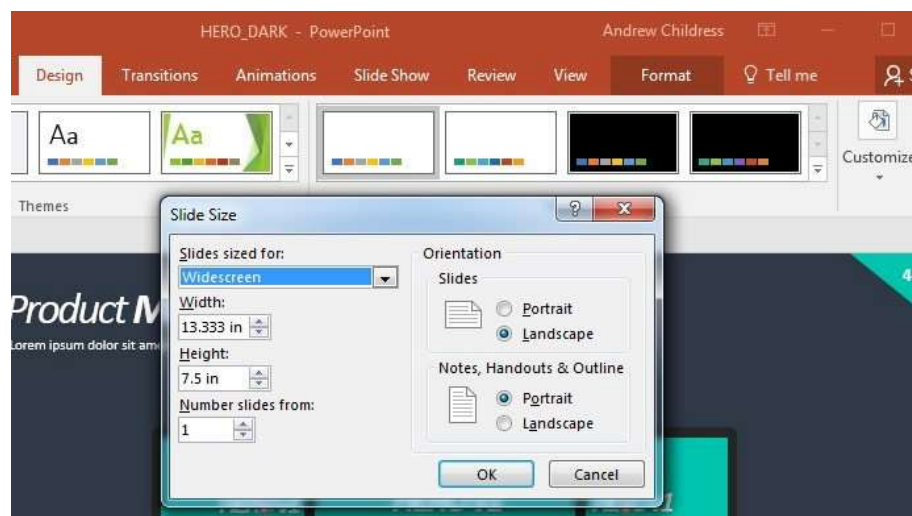 HERO_DARK - PowerPoint
Andrew Childress
Design Transitions Animations Slide Show Review View Format Tell me
Aa
Aa
Customize
Themes
Slide Size
Slides sized for:
Widescreen
Width:
13.333 in
Height:
7.5 in
Number slides from:
1
Orientation
Slides
Portrait
Landscape
Notes, Handouts & Outline
Portrait
Landscape
OK
Cancel
4
Product M
Lorem ipsum dolor sit am